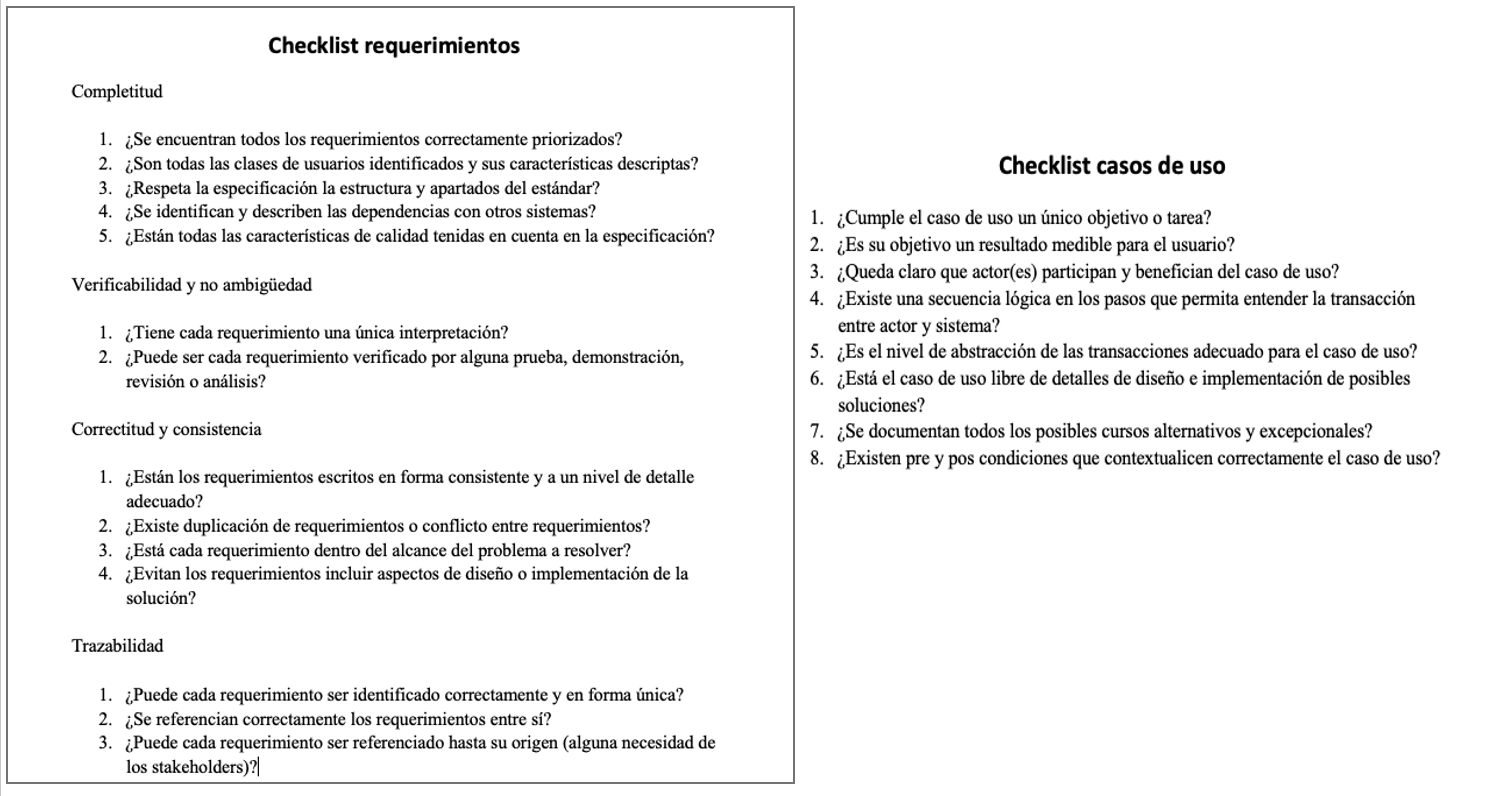 Checklist requerimientos
Completitud
1. ¿Se encuentran todos los requerimientos correctamente priorizados?
2. ¿Son todas las clases de usuarios identificados y sus características descriptas?
3. ¿Respeta la especificación la estructura y apartados del estándar?
4. ¿Se identifican y describen las dependencias con otros sistemas?
5. ¿Están todas las características de calidad tenidas en cuenta en la especificación?
Verificabilidad y no ambigüedad
1. ¿Tiene cada requerimiento una única interpretación?
2. ¿Puede ser cada requerimiento verificado por alguna prueba, demostración,
revisión o análisis?
Correctitud y consistencia
1. ¿Están los requerimientos escritos en forma consistente y a un nivel de detalle
adecuado?
2. ¿Existe duplicación de requerimientos o conflicto entre requerimientos?
3. ¿Está cada requerimiento dentro del alcance del problema a resolver?
4. ¿Evitan los requerimientos incluir aspectos de diseño o implementación de la
solución?
Trazabilidad
1. ¿Puede cada requerimiento ser identificado correctamente y en forma única?
2. ¿Se referencian correctamente los requerimientos entre sí?
3. ¿Puede cada requerimiento ser referenciado hasta su origen (alguna necesidad de
los stakeholders)?
Checklist casos de uso
1. ¿Cumple el caso de uso un único objetivo o tarea?
2. ¿Es su objetivo un resultado medible para el usuario?
3. ¿Queda claro que actor(es) participan y benefician del caso de uso?
4. ¿Existe una secuencia lógica en los pasos que permita entender la transacción
entre actor y sistema?
5. ¿Es el nivel de abstracción de las transacciones adecuado para el caso de uso?
6. ¿Está el caso de uso libre de detalles de diseño e implementación de posibles
soluciones?
7. ¿Se documentan todos los posibles cursos alternativos y excepcionales?
8. ¿Existen pre y pos condiciones que contextualicen correctamente el caso de uso?